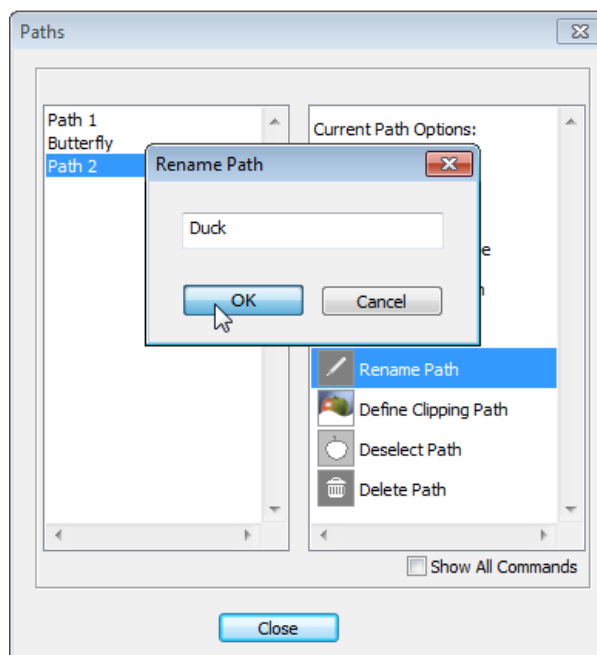 Paths
Path 1
Butterfly
Path 2
Current Path Options:
Rename Path
Duck
OK
Cancel
Rename Path
Define Clipping Path
Deselect Path
Delete Path
Show All Commands
Close